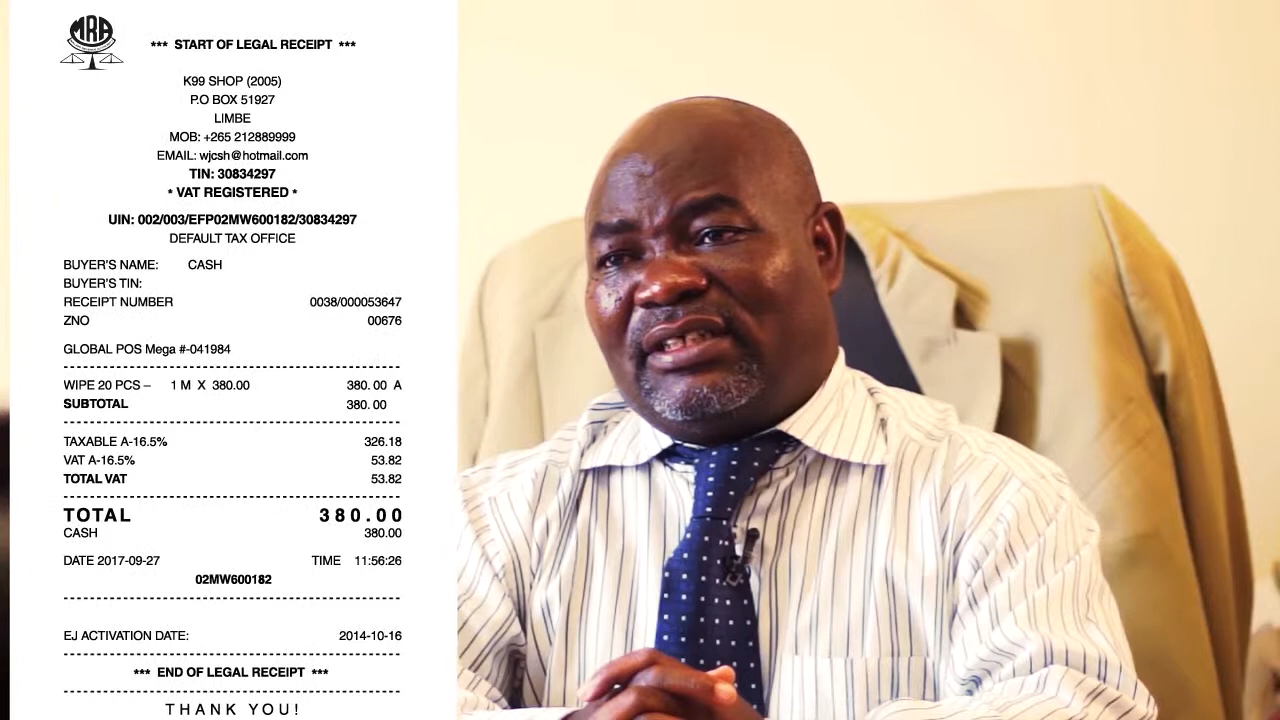 MRA
*** START OF LEGAL RECEIPT ***
K99 SHOP (2005)
P.O BOX 51927
LIMBE
MOB: +265 212889999
EMAIL: wjcsh@hotmail.com
TIN: 30834297
* VAT REGISTERED *
UIN: 002/003/EFP02MW600182/30834297
DEFAULT TAX OFFICE
BUYER'S NAME: CASH
BUYER'S TIN:
RECEIPT NUMBER 0038/000053647
ZNO 00676
GLOBAL POS Mega #-041984
WIPE 20 PCS – 1 M X 380.00 380. 00 A
SUBTOTAL 380. 00
TAXABLE A-16.5% 326.18
VAT A-16.5% 53.82
TOTAL VAT 53.82
TOTAL 380.00
CASH 380.00
DATE 2017-09-27 TIME 11:56:26
02MW600182
EJ ACTIVATION DATE: 2014-10-16
*** END OF LEGAL RECEIPT ***
THANK YOU!